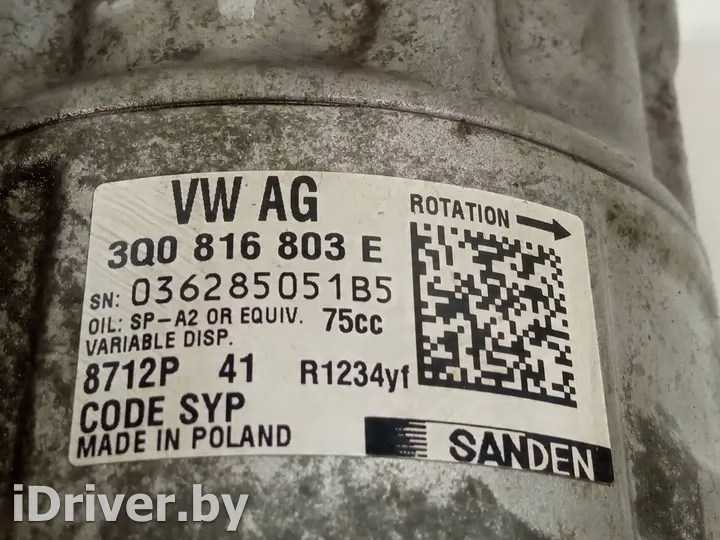 VW AG
3Q0 816 803 E
SN: 036285051B5
OIL: SP-A2 OR EQUIV. 75cc
VARIABLE DISP.
8712P 41 R1234yf
CODE SYP
MADE IN POLAND
ROTATION
SANDEN
iDriver.by